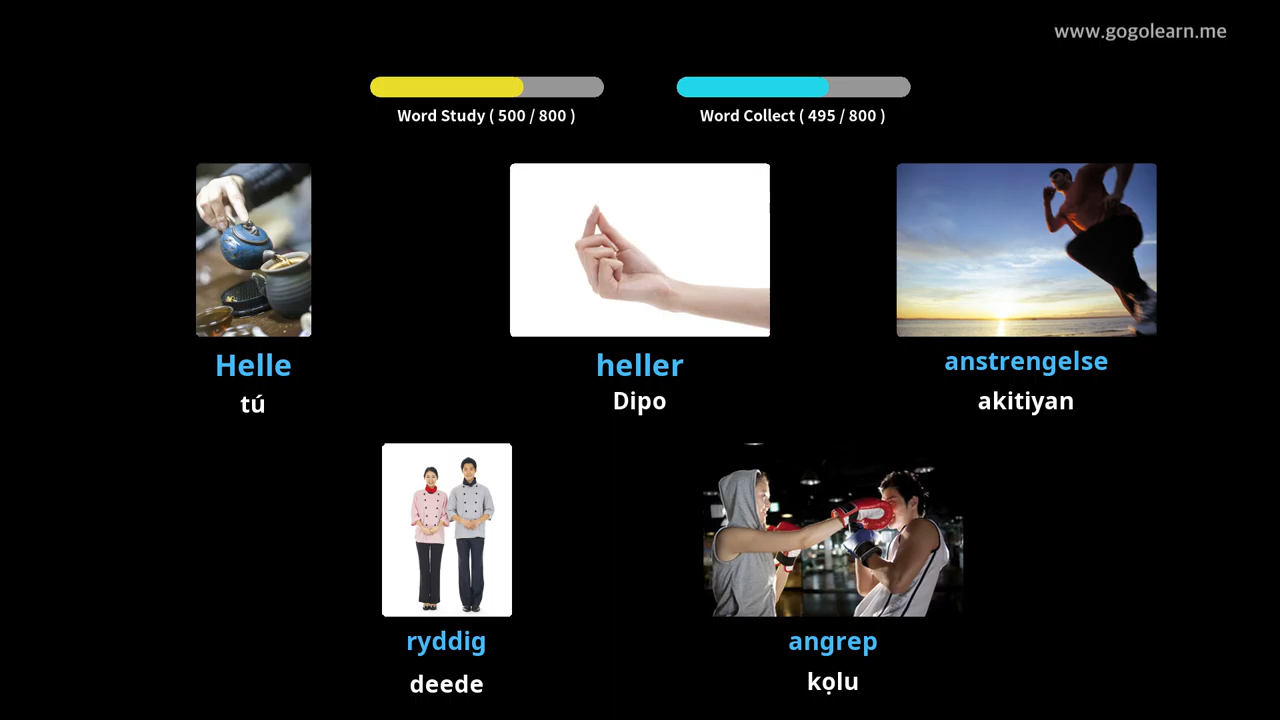 www.gogolearn.me
Word Study ( 500 / 800 )
Word Collect ( 495 / 800 )
Helle
tú
heller
Dipo
anstrengelse
akitiyan
ryddig
deede
angrep
kọlu